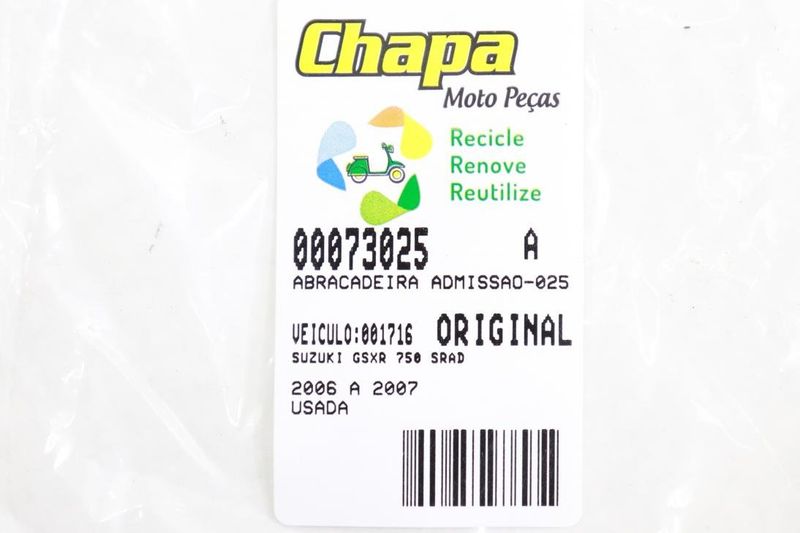 Chapa
Moto Peças
Recicle
Renove
Reutilize
00073025 A
ABRACADEIRA ADMISSAO-025
VEICULO:001716 ORIGINAL
SUZUKI GSXR 750 SRAD
2006 A 2007
USADA